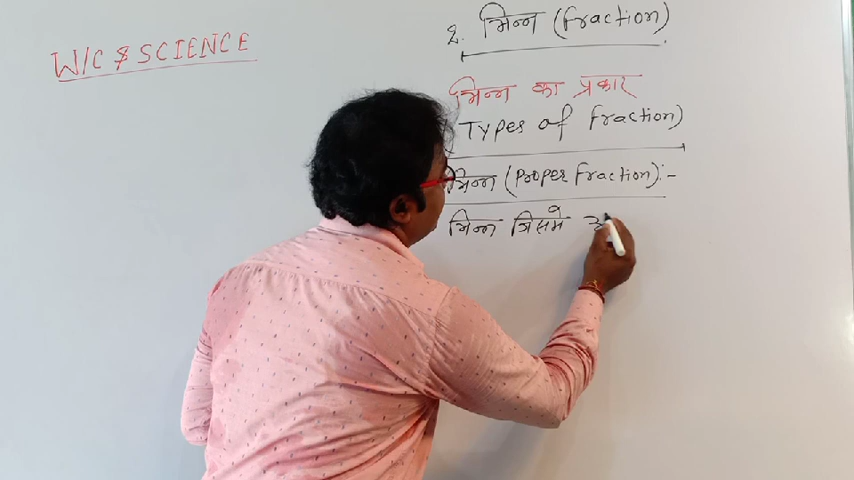 W/C $ SCIENCE
2. भिन्न (fraction)
भिन्न का प्रकार
Types of fraction)
भिन्न (Proper fraction):-
भिन्न जिसमे